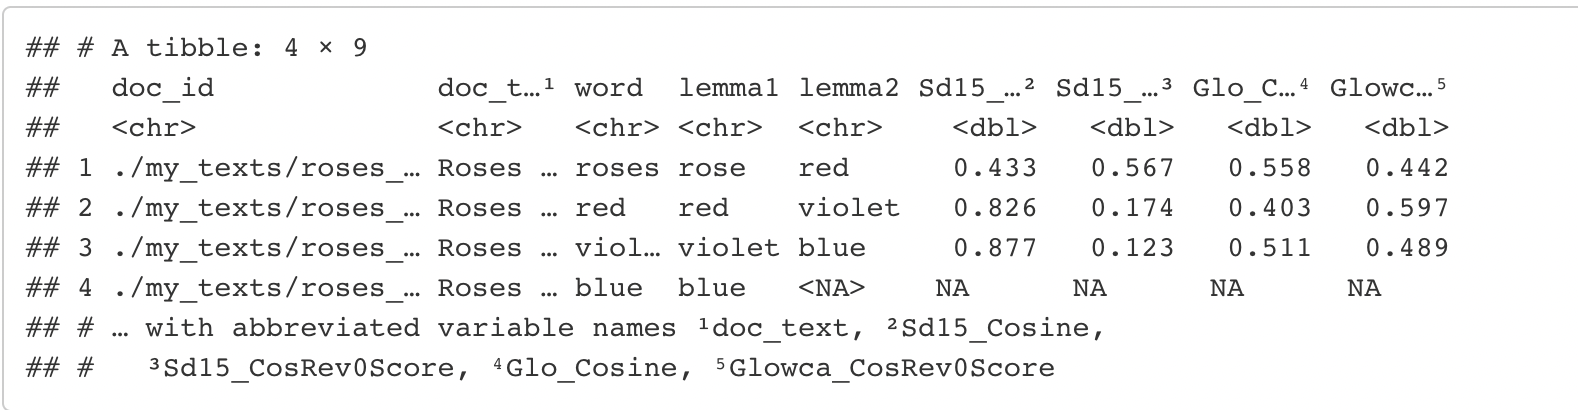 ## # A tibble: 4 × 9
##   doc_id             doc_t…¹ word   lemma1 lemma2 Sd15_…² Sd15_…³ Glo_C…⁴ Glowc…⁵
##   <chr>              <chr>   <chr>  <chr>  <chr>    <dbl>   <dbl>   <dbl>   <dbl>
## 1 ./my_texts/roses_… Roses … roses  rose   red      0.433   0.567   0.558   0.442
## 2 ./my_texts/roses_… Roses … red    red    violet   0.826   0.174   0.403   0.597
## 3 ./my_texts/roses_… Roses … viol… violet blue     0.877   0.123   0.511   0.489
## 4 ./my_texts/roses_… Roses … blue   blue   <NA>    NA      NA      NA      NA
## # … with abbreviated variable names ¹doc_text, ²Sd15_Cosine,
## #   ³Sd15_CosRev0Score, ⁴Glo_Cosine, ⁵Glowca_CosRev0Score